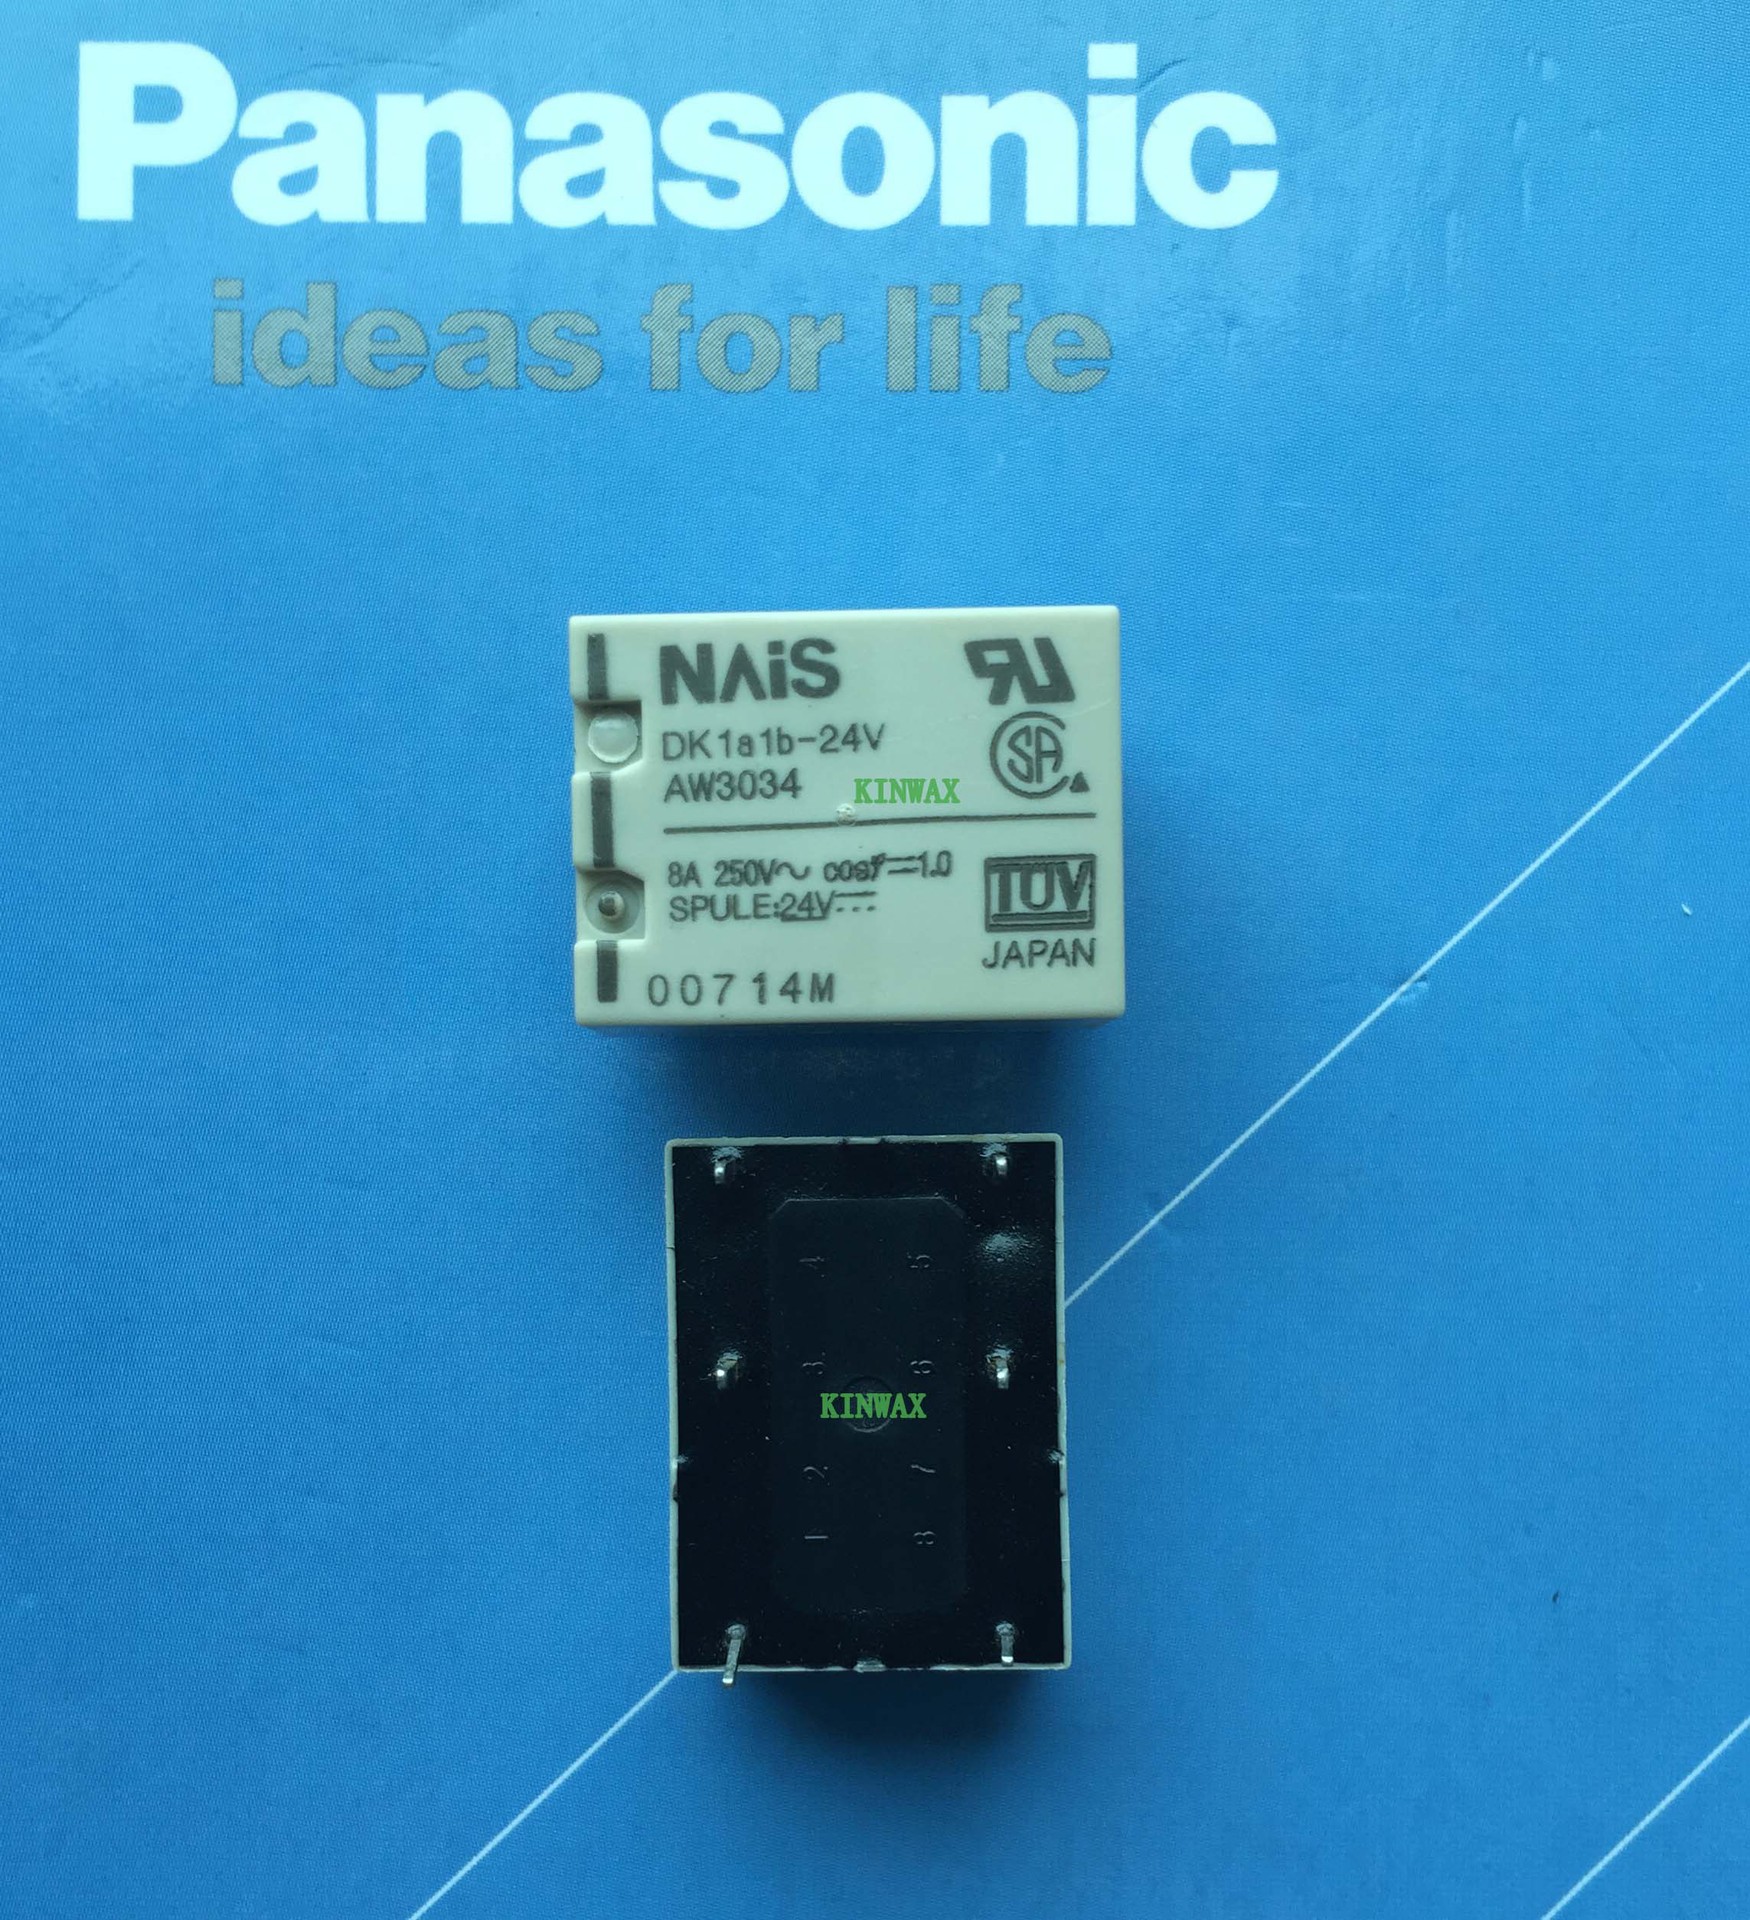 Panasonic
ideas for life
NAiS
DK1a1b-24V
AW3034
KINWAX
SA
8A 250V~ cosφ=1.0
SPULE:24V
TÜV
JAPAN
00714M
4 5
3 6
KINWAX
2 7
1 8